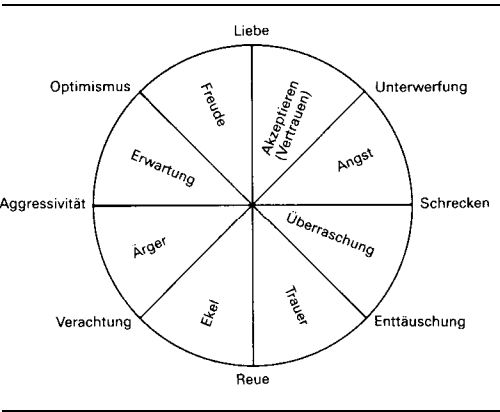 Liebe
Optimismus
Unterwerfung
Freude
Akzeptieren
(Vertrauen)
Erwartung
Angst
Aggressivität
Schrecken
Ärger
Überraschung
Ekel
Trauer
Verachtung
Enttäuschung
Reue